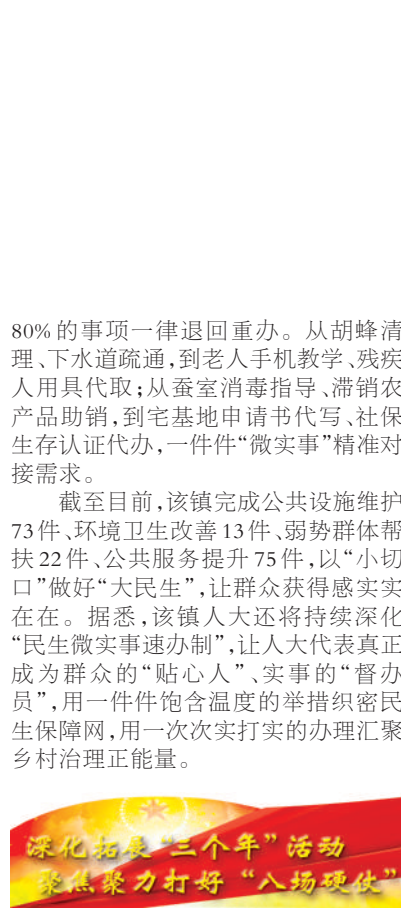 80%的事项一律退回重办。从胡蜂清
理、下水道疏通，到老人手机教学、残疾
人用具代取；从蚕室消毒指导、滞销农
产品助销，到宅基地申请书代写、社保
生存认证代办，一件件“微实事”精准对
接需求。
截至目前，该镇完成公共设施维护
73件、环境卫生改善13件、弱势群体帮
扶22件、公共服务提升75件，以“小切
口”做好“大民生”，让群众获得感实实
在在。据悉，该镇人大还将持续深化
“民生微实事速办制”，让人大代表真正
成为群众的“贴心人”、实事的“督办
员”，用一件件饱含温度的举措织密民
生保障网，用一次次实打实的办理汇聚
乡村治理正能量。
深化拓展“三个年”活动
聚焦聚力打好“八场硬仗”